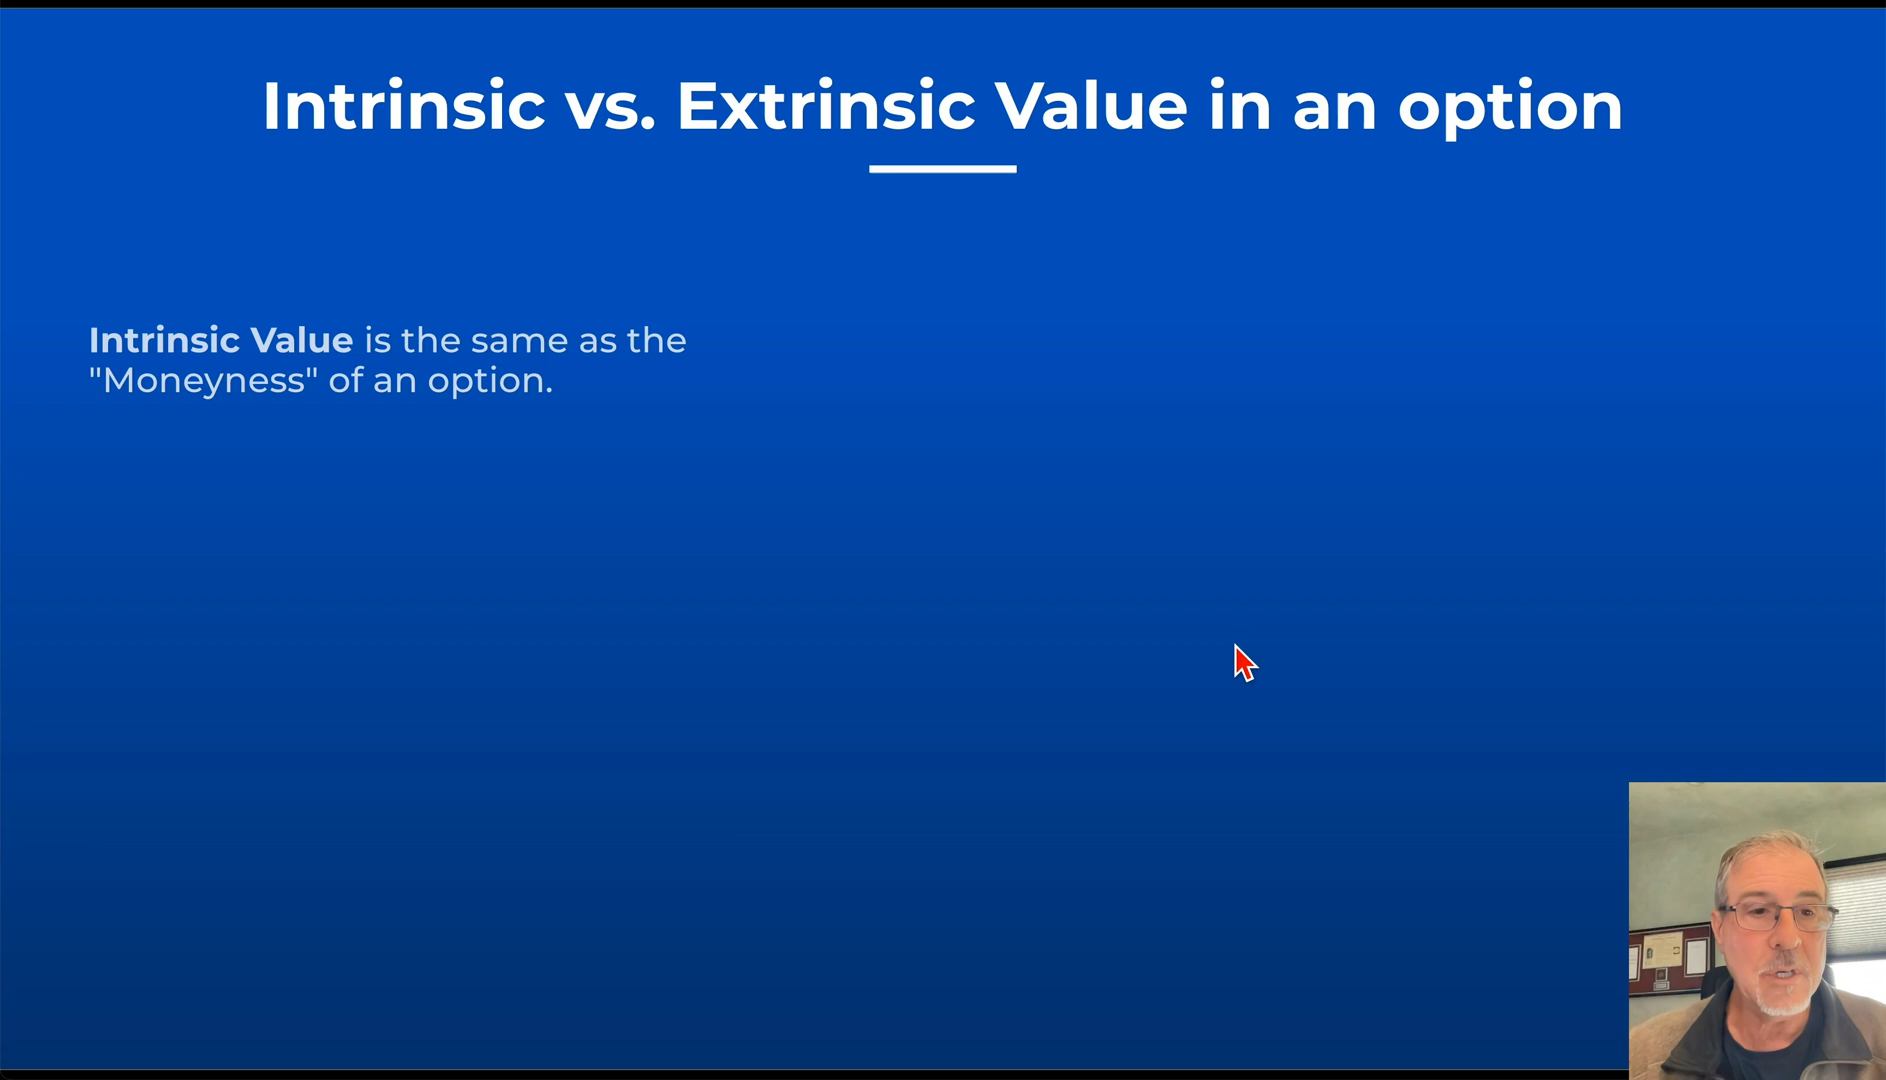 Intrinsic vs. Extrinsic Value in an option
Intrinsic Value is the same as the
"Moneyness" of an option.